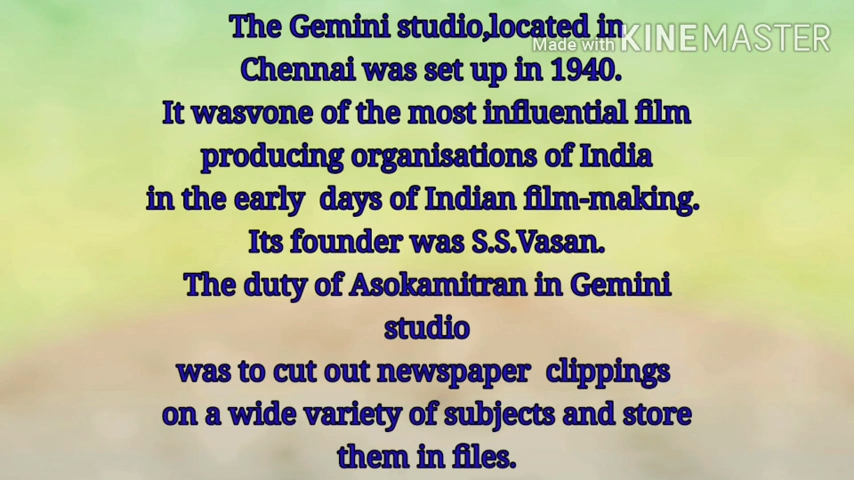 The Gemini studio,located in
Made with KINEMASTER
Chennai was set up in 1940.
It wasvone of the most influential film
producing organisations of India
in the early days of Indian film-making.
Its founder was S.S.Vasan.
The duty of Asokamitran in Gemini
studio
was to cut out newspaper clippings
on a wide variety of subjects and store
them in files.